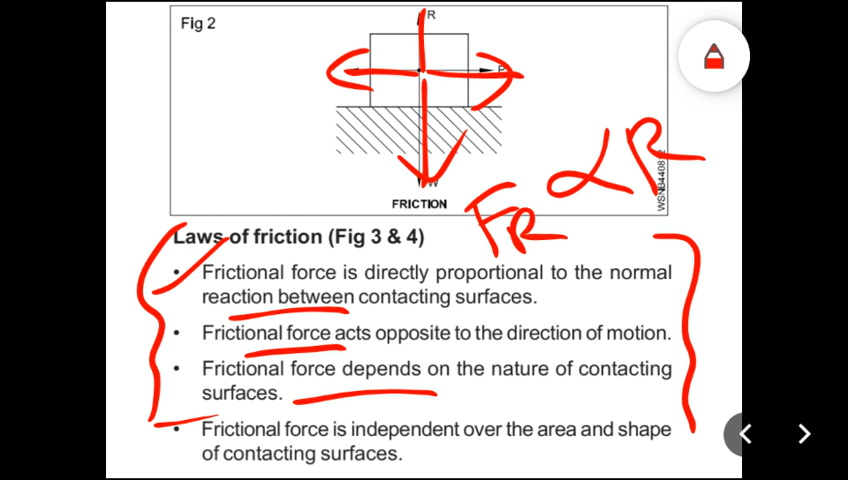 Fig 2
R
P
W
FRICTION
FR ∝ R
Laws of friction (Fig 3 & 4)
• Frictional force is directly proportional to the normal
reaction between contacting surfaces.
• Frictional force acts opposite to the direction of motion.
• Frictional force depends on the nature of contacting
surfaces.
• Frictional force is independent over the area and shape
of contacting surfaces.